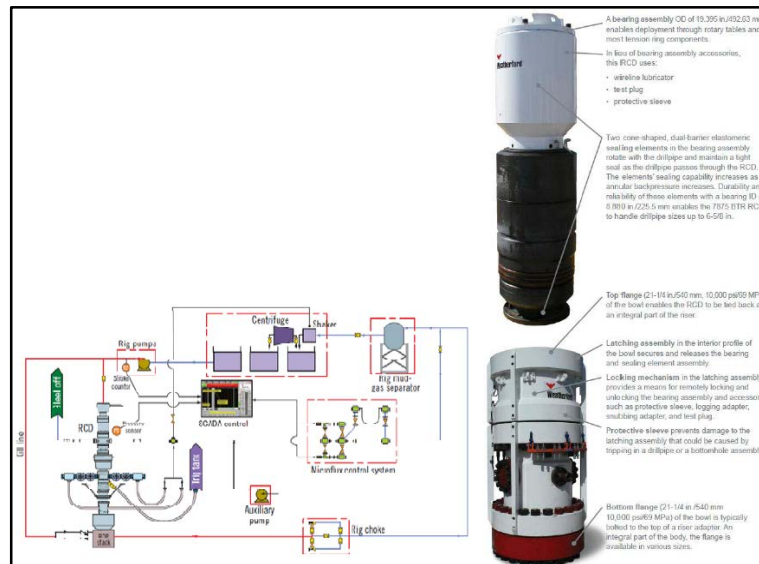 A bearing assembly OD of 19.395 in./492.63 m
enables deployment through rotary tables and
most tension ring components.
In lieu of bearing assembly accessories,
this RCD uses:
• wireline lubricator
• test plug
• protective sleeve
Weatherford
Two cone-shaped, dual-barrier elastomeric
sealing elements in the bearing assembly
rotate with the drillpipe and maintain a tight
seal as the drillpipe passes through the RCD.
The elements' sealing capability increases as
annular backpressure increases. Durability an
reliability of these elements with a bearing ID
8.880 in./225.5 mm enables the 7875 BTR RC
to handle drillpipe sizes up to 6-5/8 in.
Top flange (21-1/4 in./540 mm, 10,000 psi/69 MP
of the bowl enables the RCD to be tied back a
an integral part of the riser.
Latching assembly in the interior profile of
the bowl secures and releases the bearing
and sealing element assembly.
Locking mechanism in the latching assembly
provides a means for remotely locking and
unlocking the bearing assembly and accesso
such as protective sleeve, logging adapter,
snubbing adapter, and test plug.
Weatherford
Protective sleeve prevents damage to the
latching assembly that could be caused by
tripping in a drillpipe or a bottomhole assemb
Bottom flange (21-1/4 in./540 mm
10,000 psi/69 MPa) of the bowl is typically
bolted to the top of a riser adaptor. An
integral part of the body, the flange is
available in various sizes.
Centrifuge
Shaker
Rig pumps
counter
Rig mud-
gas separator
RCD
sensor
SCADA control
Trip tank
Microflux control system
Auxiliary
pump
Rig choke
stack